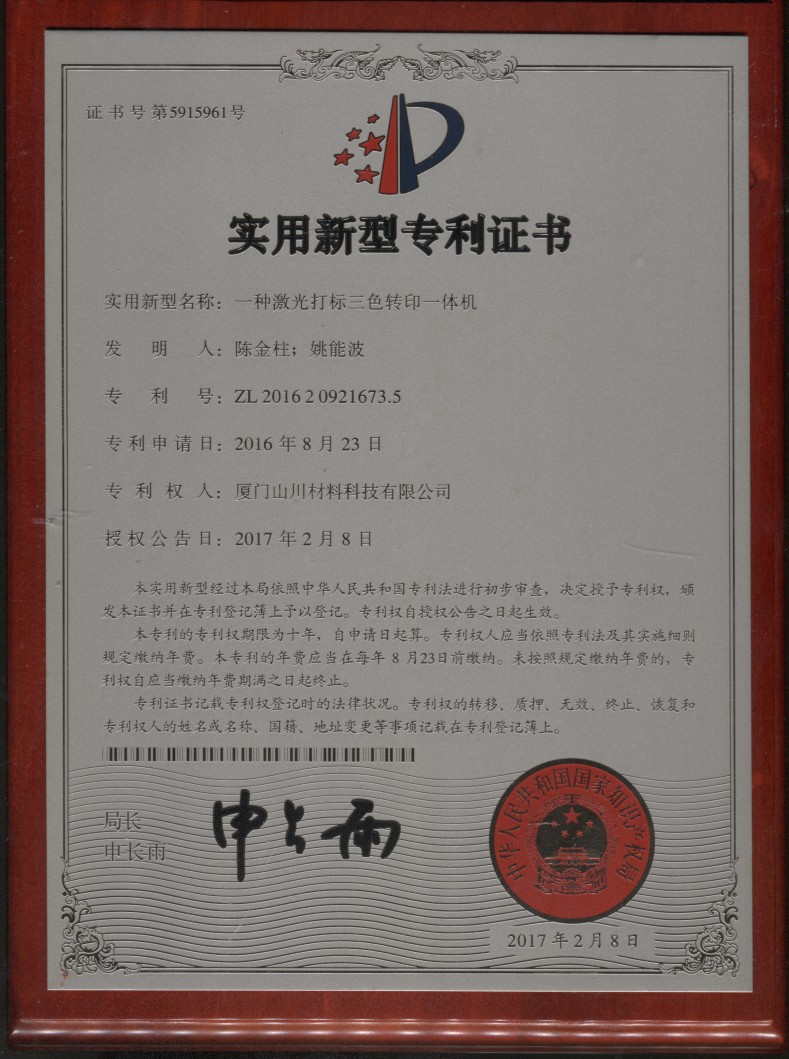 证书号第5915961号
实用新型专利证书
实用新型名称：一种激光打标三色转印一体机
发明人：陈金柱；姚能波
专利号：ZL 2016 2 0921673.5
专利申请日：2016年8月23日
专利权人：厦门山川材料科技有限公司
授权公告日：2017年2月8日
本实用新型经过本局依照中华人民共和国专利法进行初步审查，决定授予专利权，颁
发本证书并在专利登记簿上予以登记。专利权自授权公告之日起生效。
本专利的专利权期限为十年，自申请日起算。专利权人应当依照专利法及其实施细则
规定缴纳年费。本专利的年费应当在每年 8 月23日前缴纳。未按照规定缴纳年费的，专
利权自应当缴纳年费期满之日起终止。
专利证书记载专利权登记时的法律状况。专利权的转移、质押、无效、终止、恢复和
专利权人的姓名或名称、国籍、地址变更等事项记载在专利登记簿上。
局长
申长雨
申长雨
中华人民共和国国家知识产权局
2017年2月8日